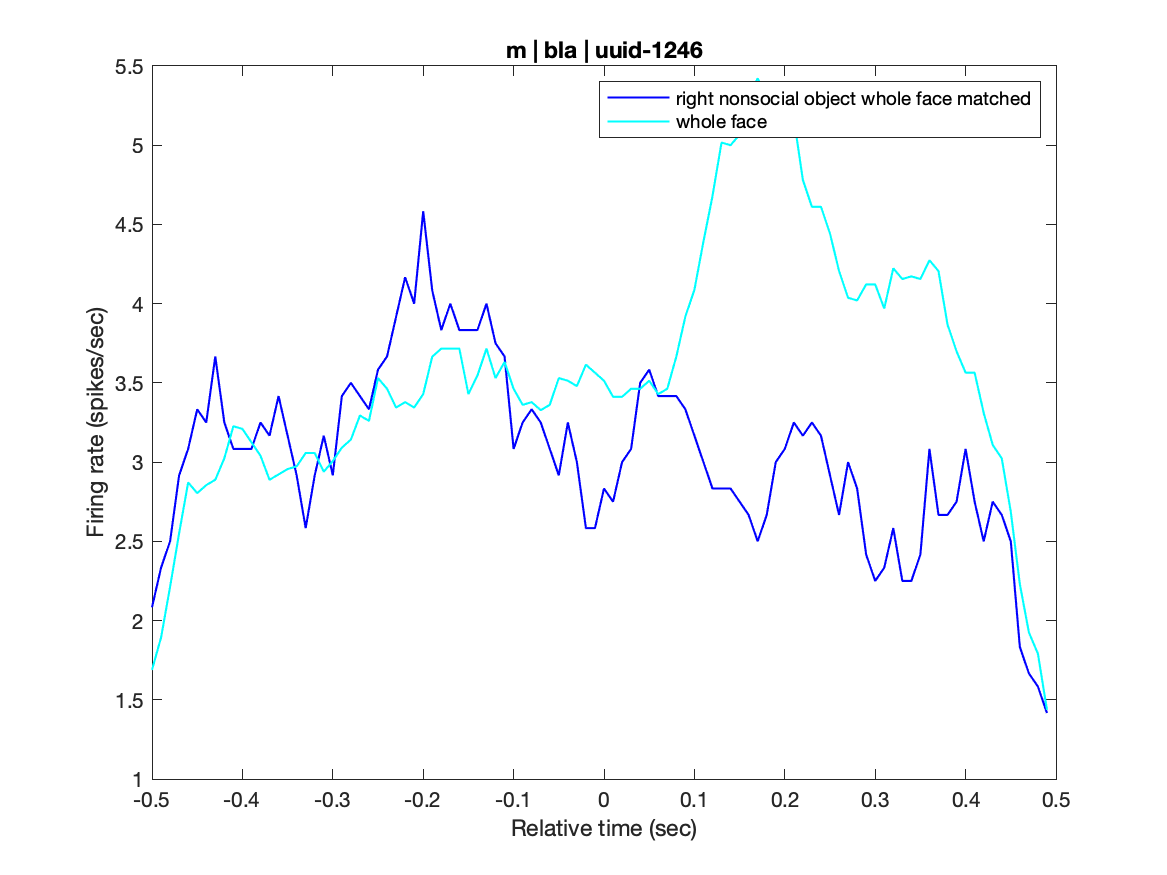 m | bla | uuid-1246
right nonsocial object whole face matched
whole face
5.5
5
4.5
4
3.5
3
2.5
2
1.5
1
Firing rate (spikes/sec)
-0.5 -0.4 -0.3 -0.2 -0.1 0 0.1 0.2 0.3 0.4 0.5
Relative time (sec)